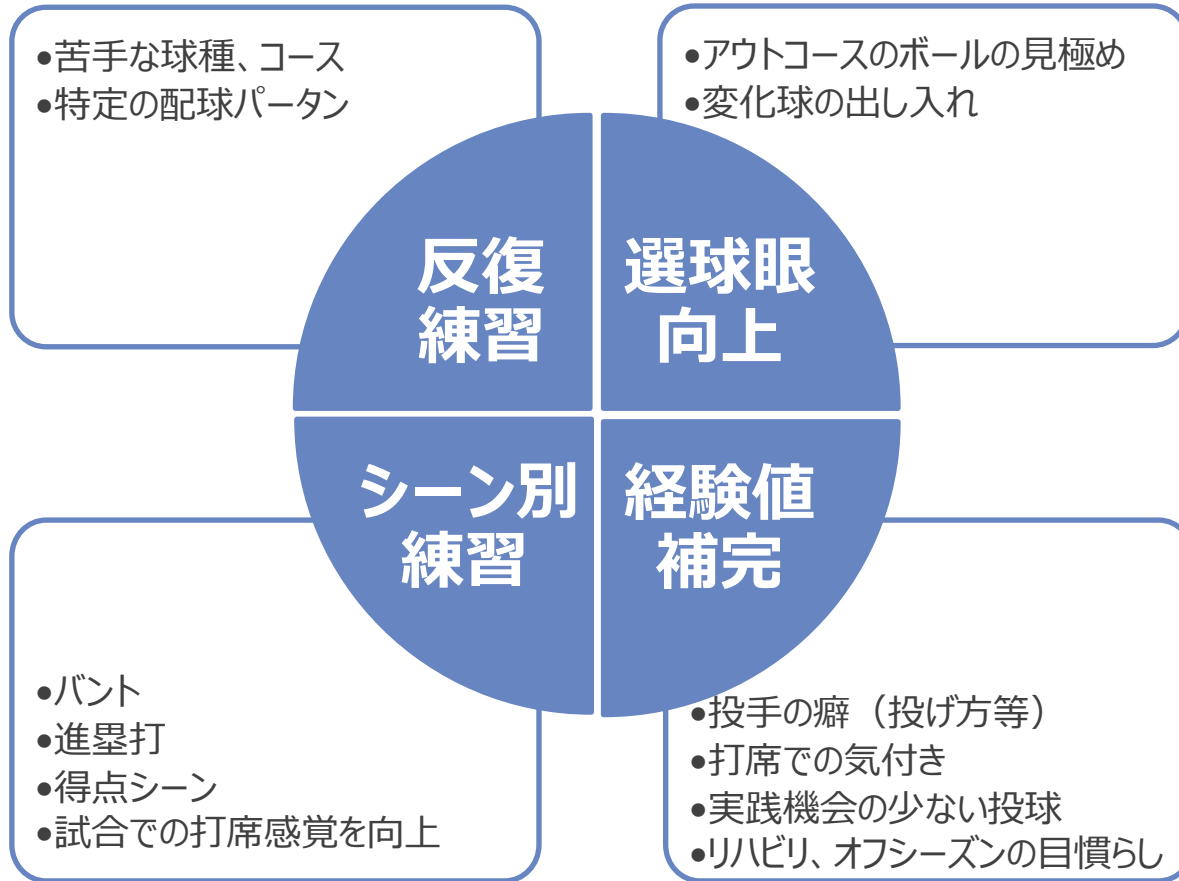 •苦手な球種、コース
•特定の配球パータン
•アウトコースのボールの見極め
•変化球の出し入れ
反復
練習
選球眼
向上
シーン別
練習
経験値
補完
•バント
•進塁打
•得点シーン
•試合での打席感覚を向上
•投手の癖（投げ方等）
•打席での気付き
•実践機会の少ない投球
•リハビリ、オフシーズンの目慣らし